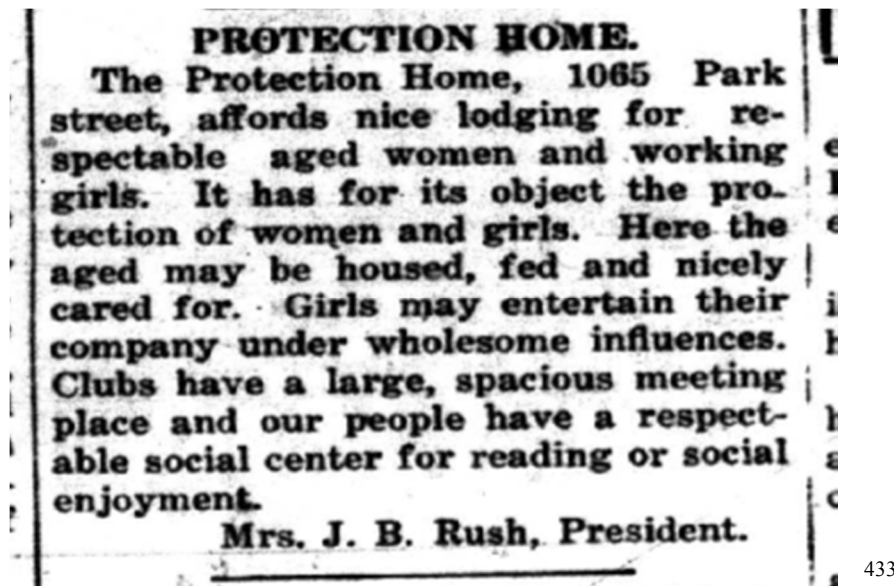 PROTECTION HOME.
The Protection Home, 1065 Park
street, affords nice lodging for re-
spectable aged women and working
girls. It has for its object the pro-
tection of women and girls. Here the
aged may be housed, fed and nicely
cared for. Girls may entertain their
company under wholesome influences.
Clubs have a large, spacious meeting
place and our people have a respect-
able social center for reading or social
enjoyment.
Mrs. J. B. Rush, President.
433